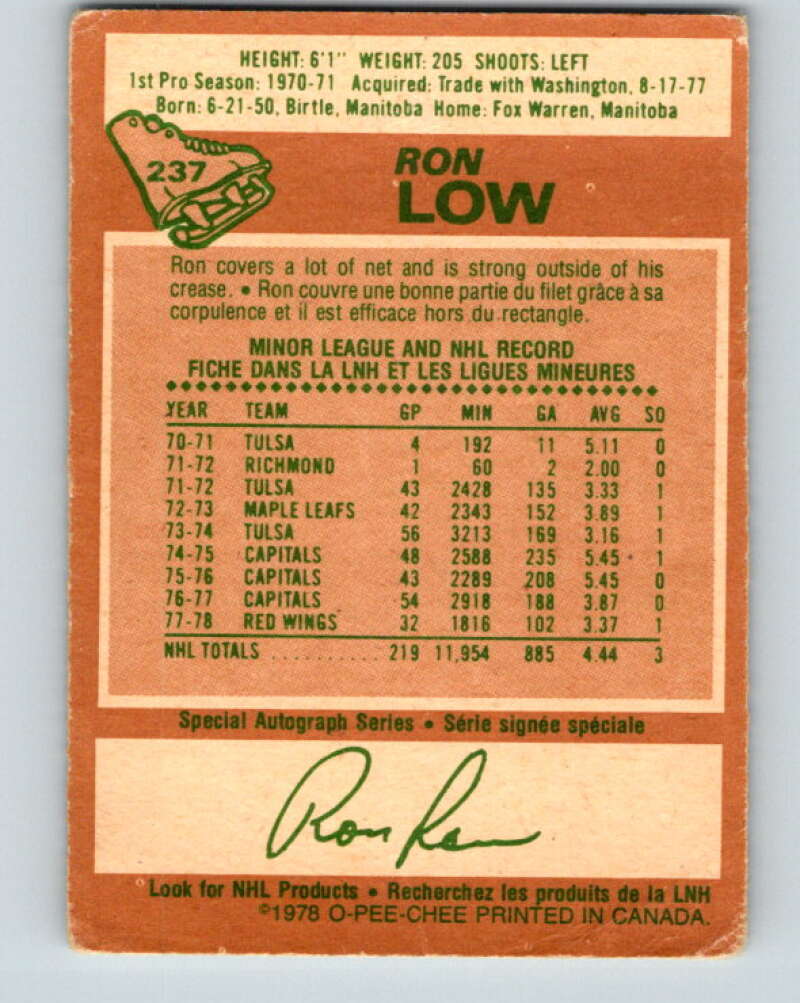 HEIGHT: 6'1" WEIGHT: 205 SHOOTS: LEFT
1st Pro Season: 1970-71 Acquired: Trade with Washington, 8-17-77
Born: 6-21-50, Birtle, Manitoba Home: Fox Warren, Manitoba
237
RON
LOW
Ron covers a lot of net and is strong outside of his
crease. • Ron couvre une bonne partie du filet grâce à sa
corpulence et il est efficace hors du rectangle.
MINOR LEAGUE AND NHL RECORD
FICHE DANS LA LNH ET LES LIGUES MINEURES
YEAR TEAM GP MIN GA AVG SO
70-71 TULSA 4 192 11 5.11 0
71-72 RICHMOND 1 60 2 2.00 0
71-72 TULSA 43 2428 135 3.33 1
72-73 MAPLE LEAFS 42 2343 152 3.89 1
73-74 TULSA 56 3213 169 3.16 1
74-75 CAPITALS 48 2588 235 5.45 1
75-76 CAPITALS 43 2289 208 5.45 0
76-77 CAPITALS 54 2918 188 3.87 0
77-78 RED WINGS 32 1816 102 3.37 1
NHL TOTALS .......... 219 11,954 885 4.44 3
Special Autograph Series • Série signée spéciale
Ron Low
Look for NHL Products • Recherchez les produits de la LNH
©1978 O-PEE-CHEE PRINTED IN CANADA.